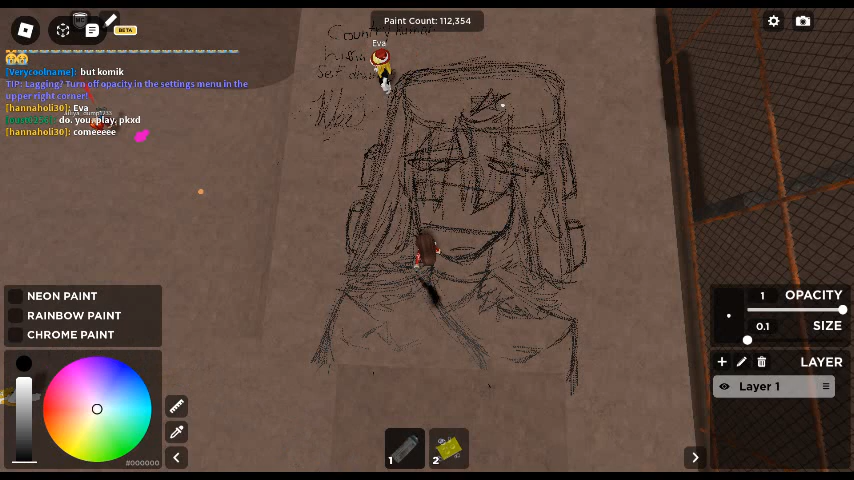 Paint Count: 112,354
BETA
Country human
Eva
[Verycoolname]: but komik
TIP: Lagging? Turn off opacity in the settings menu in the
upper right corner!
[hannaholi30]: Eva
do. you. play. pkxd
[hannaholi30]: comeeeee
NEON PAINT
RAINBOW PAINT
CHROME PAINT
#000000
1 OPACITY
0.1 SIZE
LAYER
Layer 1
1
2